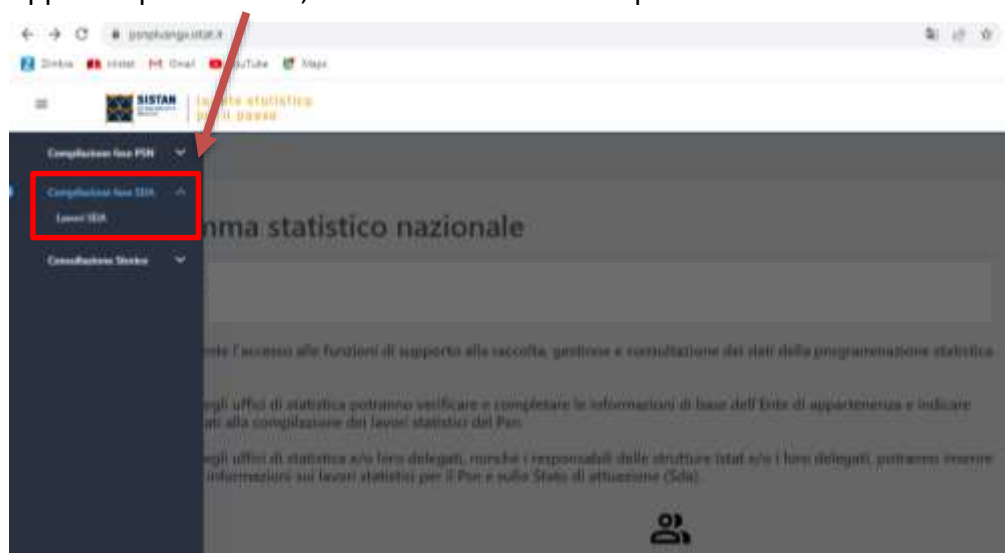 Zimbra Gmail YouTube Maps
SISTAN
Compilazione fase PSN
Compilazione fase SDA
Lavori SDA
Consultazione Storico
mma statistico nazionale
l'accesso alle funzioni di supporto alla raccolta, gestione e consultazione dei dati della programmazione statistica
egli uffici di statistica potranno verificare e completare le informazioni di base dell'Ente di appartenenza e indicare
ati alla compilazione dei lavori statistici del Psn
egli uffici di statistica e/o loro delegati, nonché i responsabili delle strutture Istat e/o i loro delegati, potranno inserire
informazioni sui lavori statistici per il Psn e sullo Stato di attuazione (Sda).